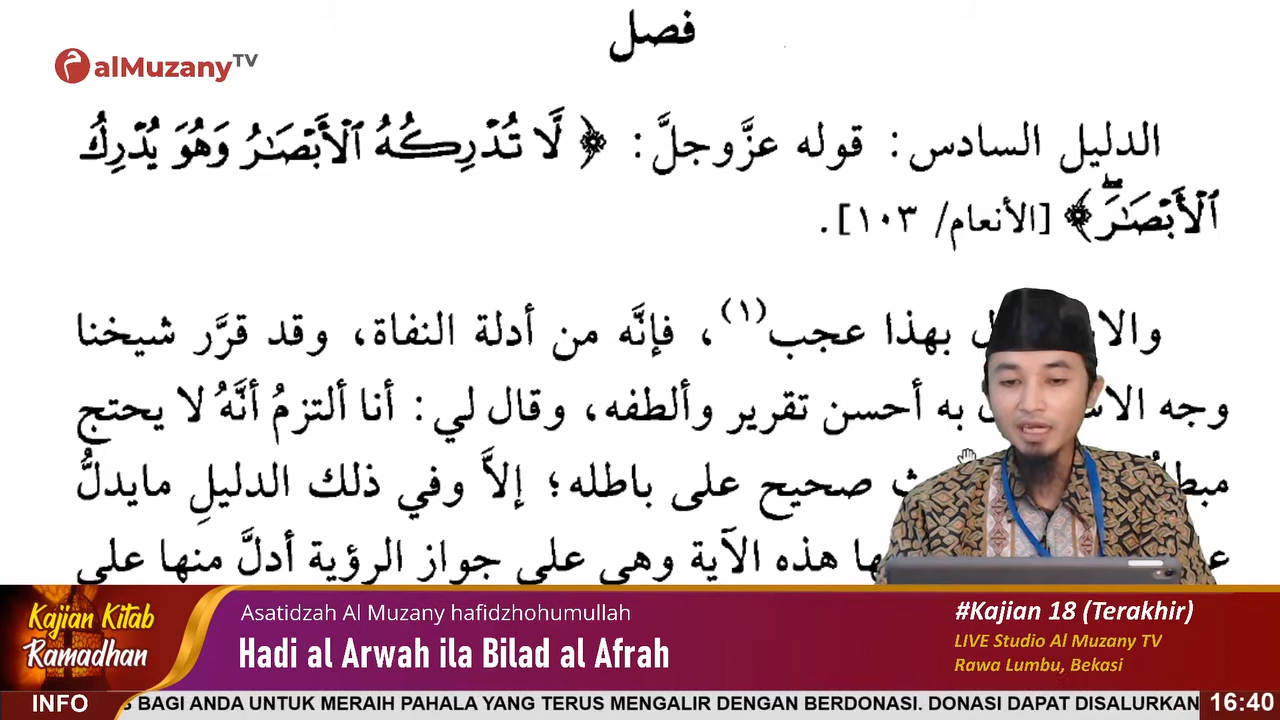 فصل
almuzanyTV
الدليل السادس: قوله عزَّوجلَّ: ﴿ لَّا تُدْرِكُهُ ٱلْأَبْصَٰرُ وَهُوَ يُدْرِكُ
ٱلْأَبْصَٰرَۖ﴾ [الأنعام/ ١٠٣].
بهذا عجب(١)، فإنَّه من أدلة النفاة، وقد قرَّر شيخنا
وجه به أحسن تقرير وألطفه، وقال لي: أنا ألتزمُ أنَّهُ لا يحتج
صحيح على باطله؛ إلاَّ وفي ذلك الدليلِ مايدلُّ
هذه الآية وهي على جواز الرؤية أدلَّ منها على
Kajian Kitab
Ramadhan
Asatidzah Al Muzany hafidzhohumullah
Hadi al Arwah ila Bilad al Afrah
#Kajian 18 (Terakhir)
LIVE Studio Al Muzany TV
Rawa Lumbu, Bekasi
INFO
BAGI ANDA UNTUK MERAIH PAHALA YANG TERUS MENGALIR DENGAN BERDONASI. DONASI DAPAT DISALURKAN
16:40